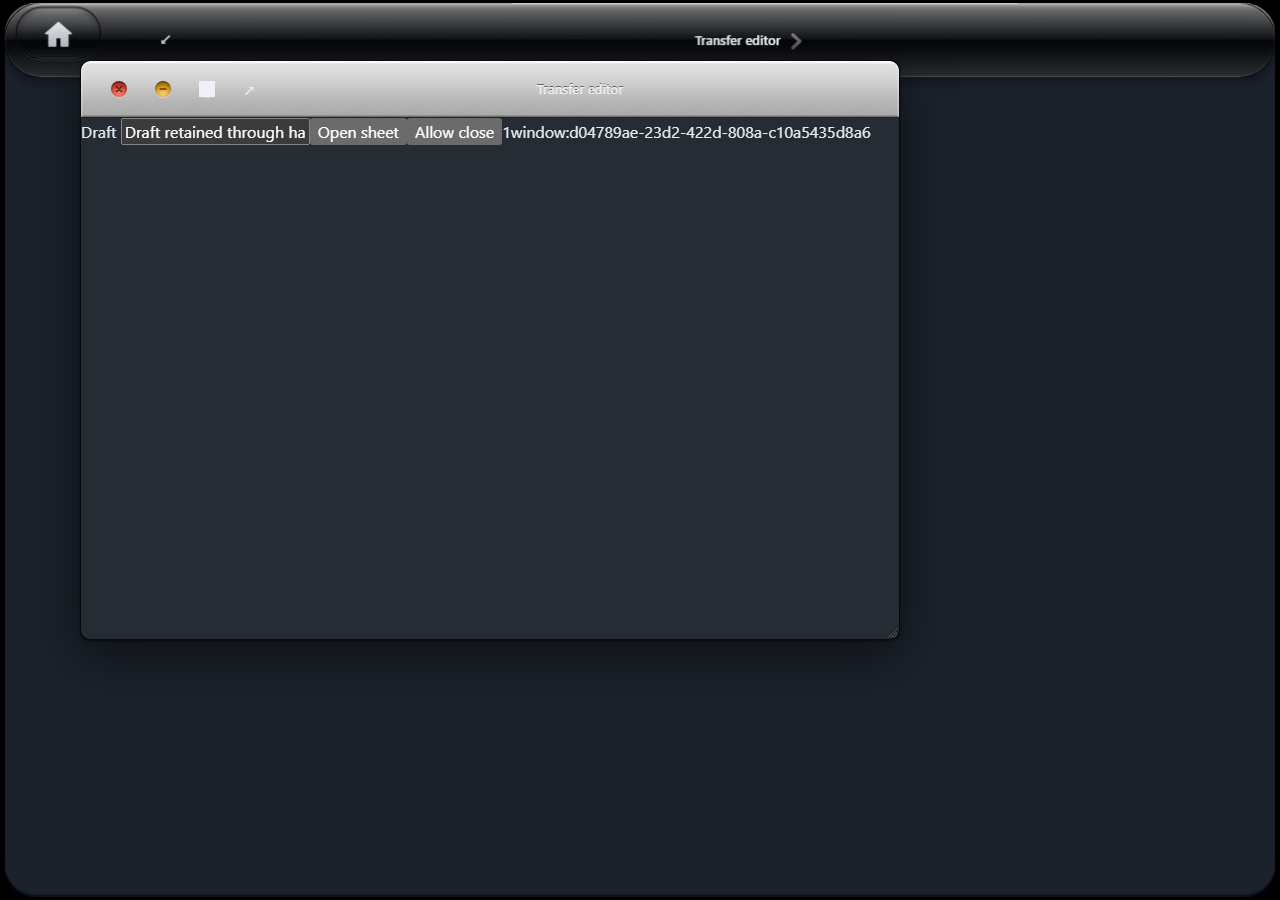 Transfer editor
Transfer editor
Draft Draft retained through ha Open sheet Allow close 1window:d04789ae-23d2-422d-808a-c10a5435d8a6